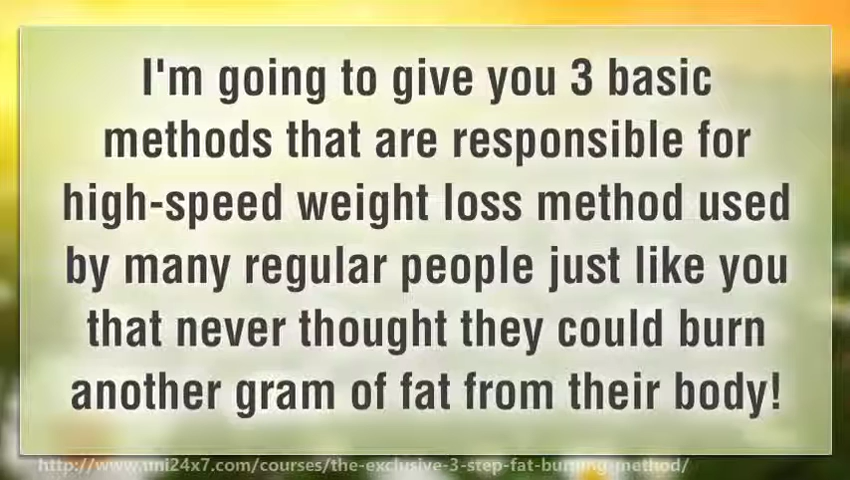 I'm going to give you 3 basic
methods that are responsible for
high-speed weight loss method used
by many regular people just like you
that never thought they could burn
another gram of fat from their body!
http://www.uni24x7.com/courses/the-exclusive-3-step-fat-burning-method/